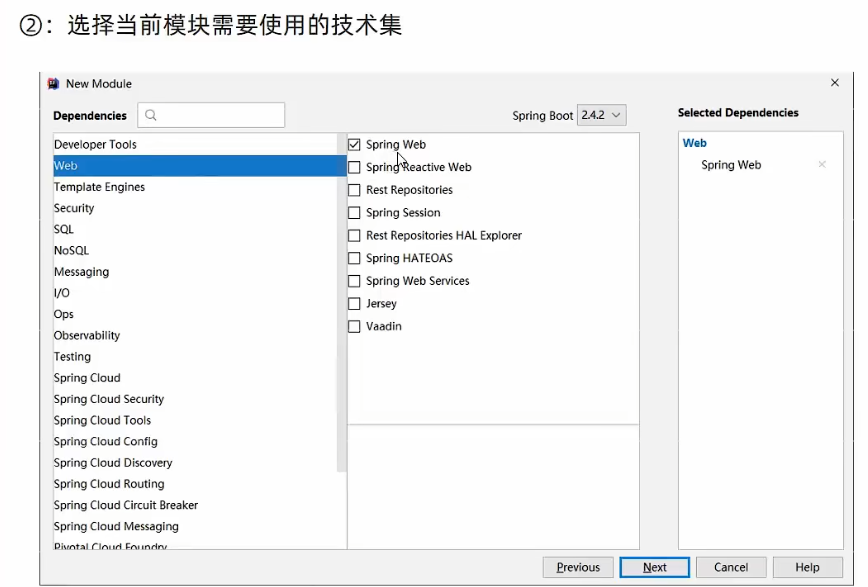 ②：选择当前模块需要使用的技术集
New Module
Dependencies
Spring Boot 2.4.2
Selected Dependencies
Developer Tools
Web
Template Engines
Security
SQL
NoSQL
Messaging
I/O
Ops
Observability
Testing
Spring Cloud
Spring Cloud Security
Spring Cloud Tools
Spring Cloud Config
Spring Cloud Discovery
Spring Cloud Routing
Spring Cloud Circuit Breaker
Spring Cloud Messaging
Pivotal Cloud Foundry
Spring Web
Spring Reactive Web
Rest Repositories
Spring Session
Rest Repositories HAL Explorer
Spring HATEOAS
Spring Web Services
Jersey
Vaadin
Web
Spring Web
Previous
Next
Cancel
Help